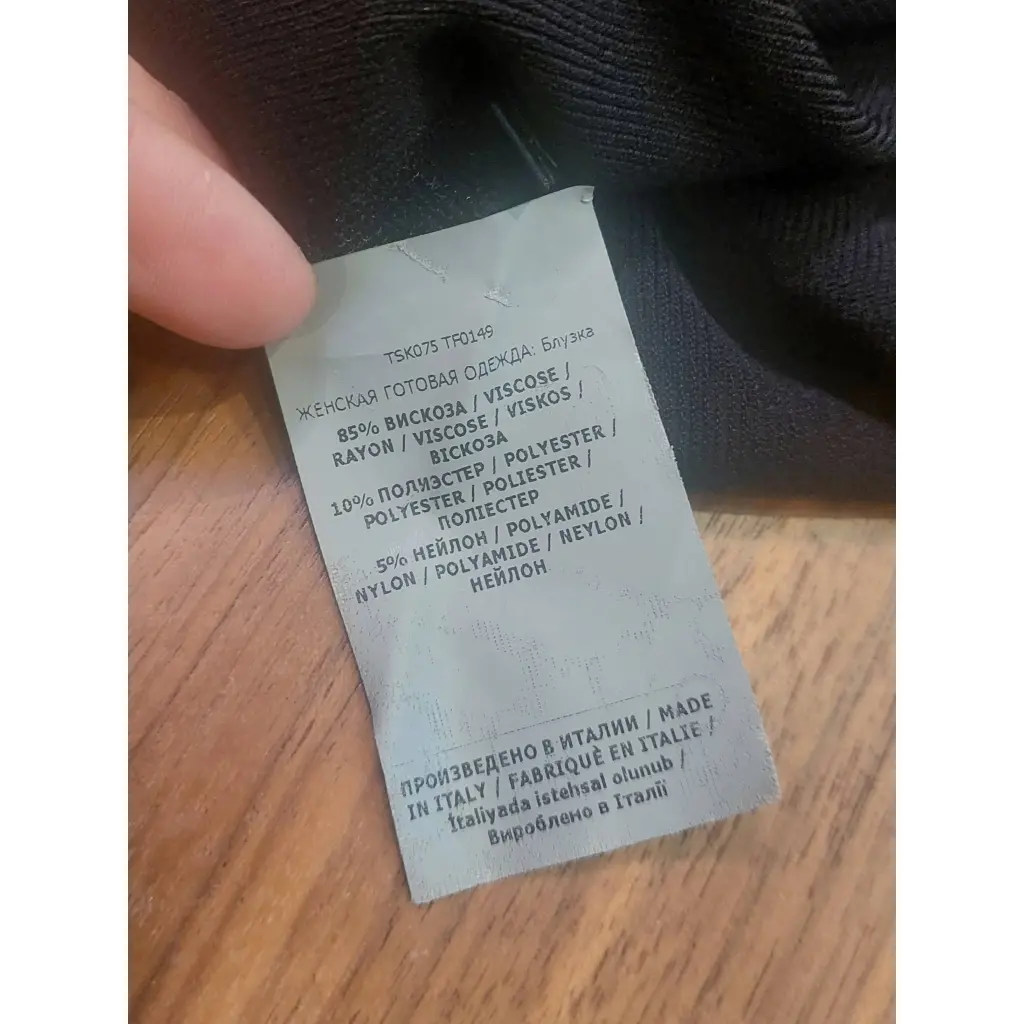 TSK075 TF0149
ЖЕНСКАЯ ГОТОВАЯ ОДЕЖДА: Блузка
85% ВИСКОЗА / VISCOSE /
RAYON / VISCOSE / VISKOS /
ВІСКОЗА
10% ПОЛИЭСТЕР / POLYESTER /
POLYESTER / POLIESTER /
ПОЛІЕСТЕР
5% НЕЙЛОН / POLYAMIDE /
NYLON / POLYAMIDE / NEYLON /
НЕЙЛОН
ПРОИЗВЕДЕНО В ИТАЛИИ / MADE
IN ITALY / FABRIQUÈ EN ITALIE /
İtaliyada istehsal olunub /
Вироблено в Італії